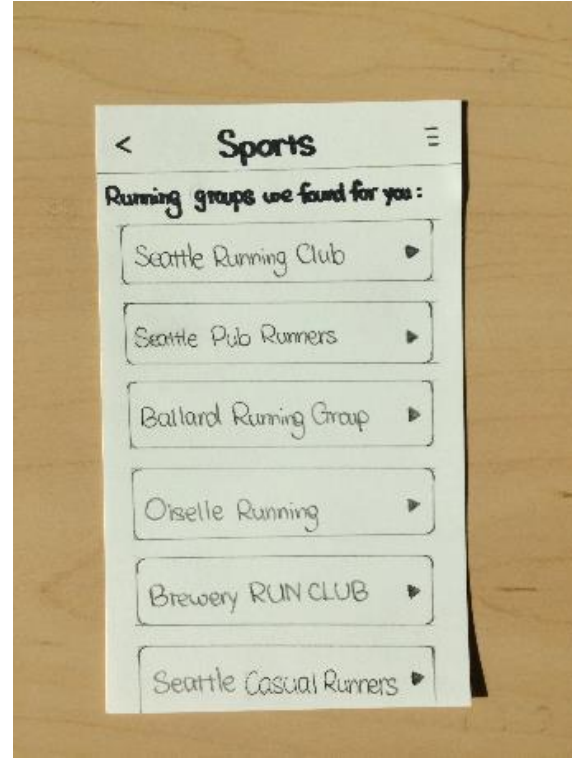 < Sports
Running groups we found for you:
Seattle Running Club
Seattle Pub Runners
Ballard Running Group
Oiselle Running
Brewery RUN CLUB
Seattle Casual Runners